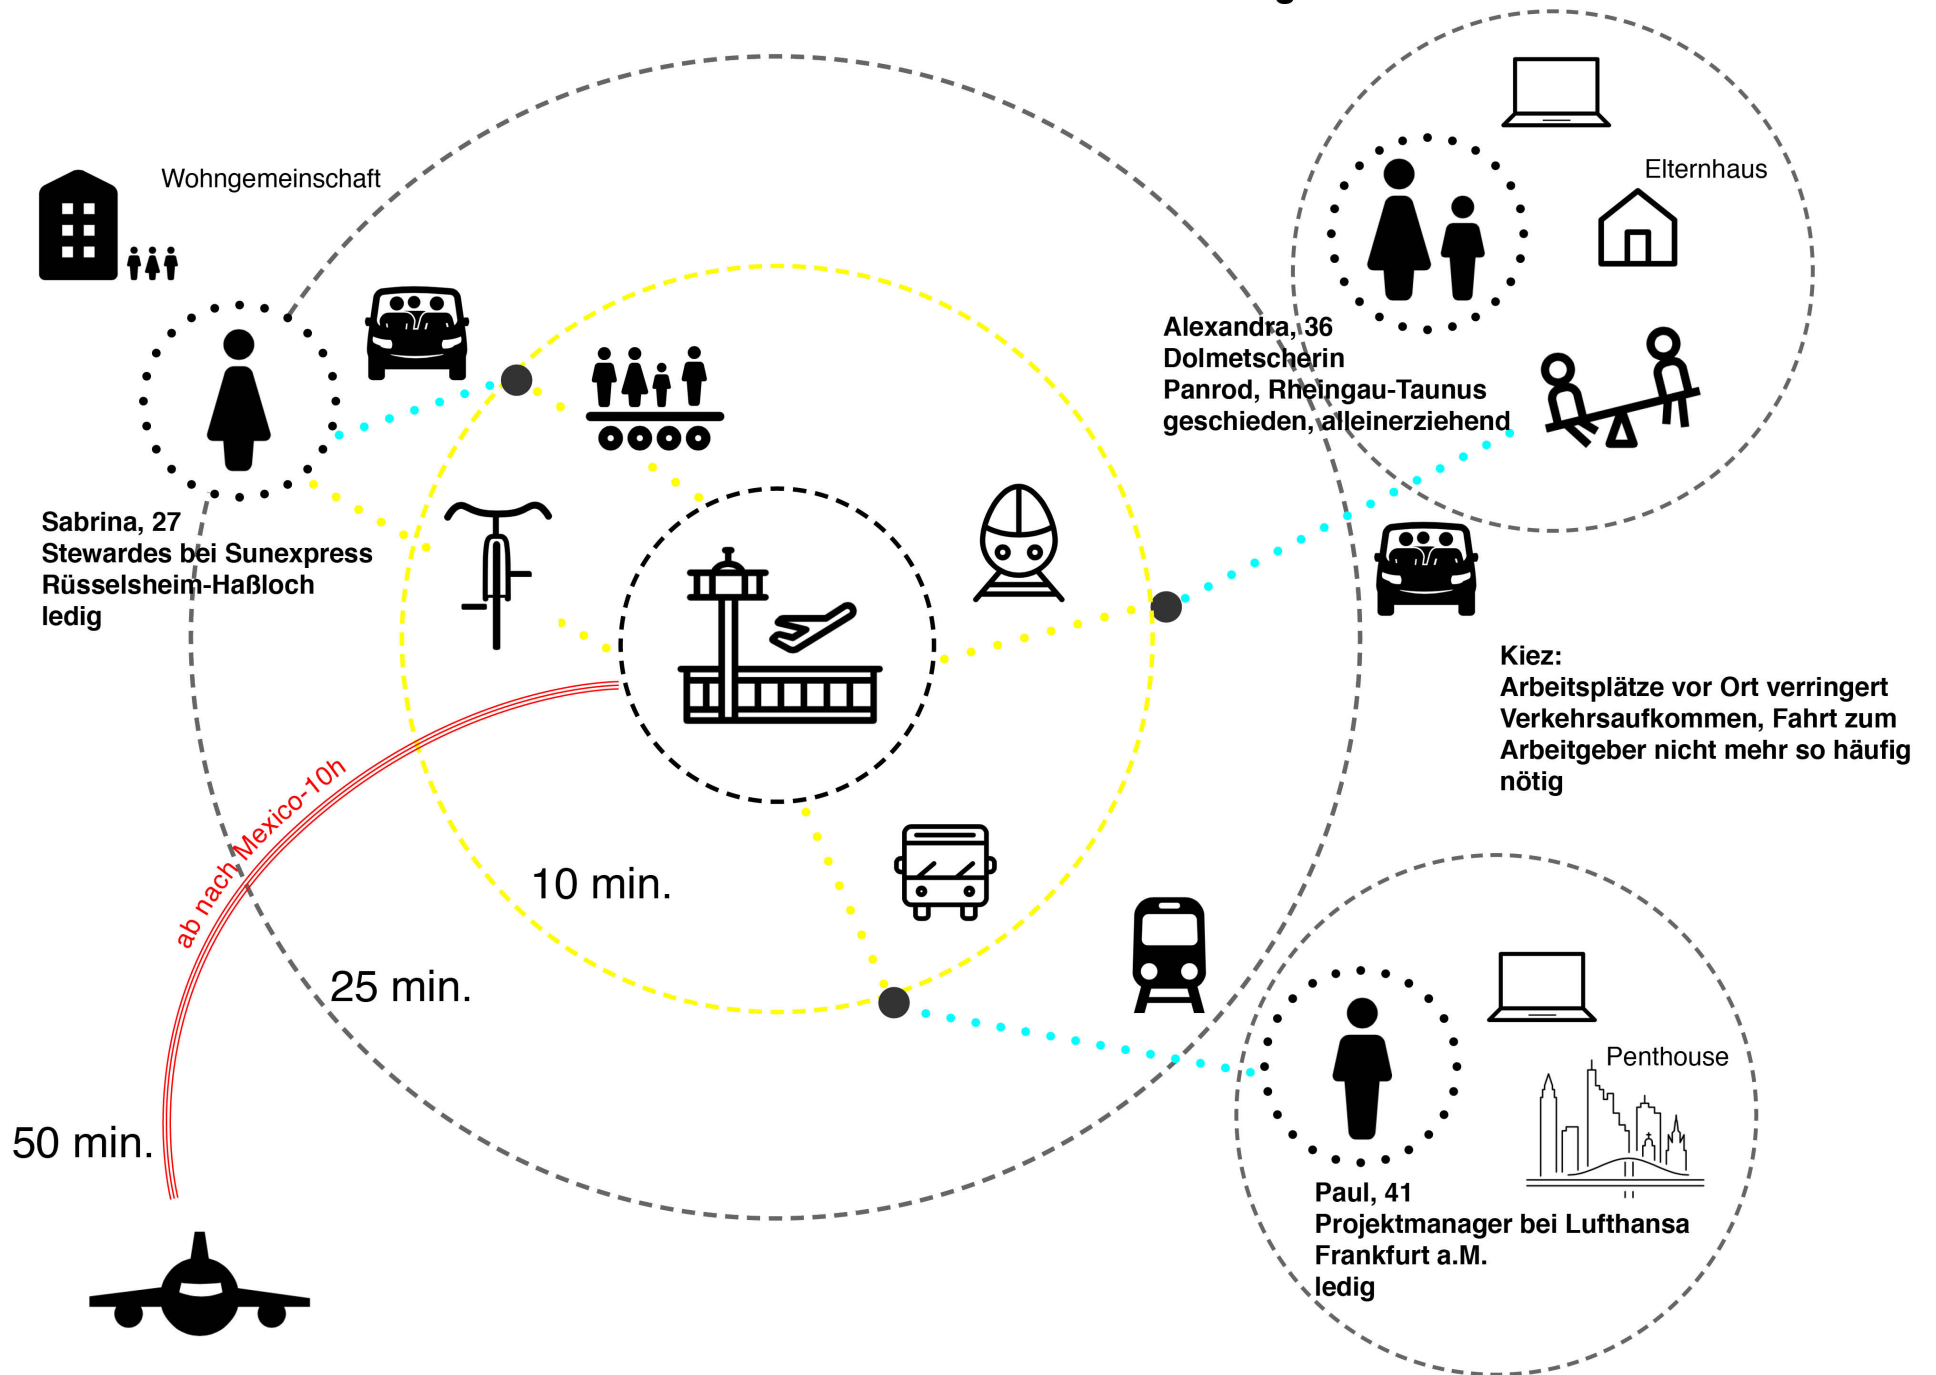 Wohngemeinschaft
Elternhaus
Alexandra, 36
Dolmetscherin
Panrod, Rheingau-Taunus
geschieden, alleinerziehend
Sabrina, 27
Stewardes bei Sunexpress
Rüsselsheim-Haßloch
ledig
Kiez:
Arbeitsplätze vor Ort verringert
Verkehrsaufkommen, Fahrt zum
Arbeitgeber nicht mehr so häufig
nötig
ab nach Mexico-10h
10 min.
25 min.
50 min.
Penthouse
Paul, 41
Projektmanager bei Lufthansa
Frankfurt a.M.
ledig